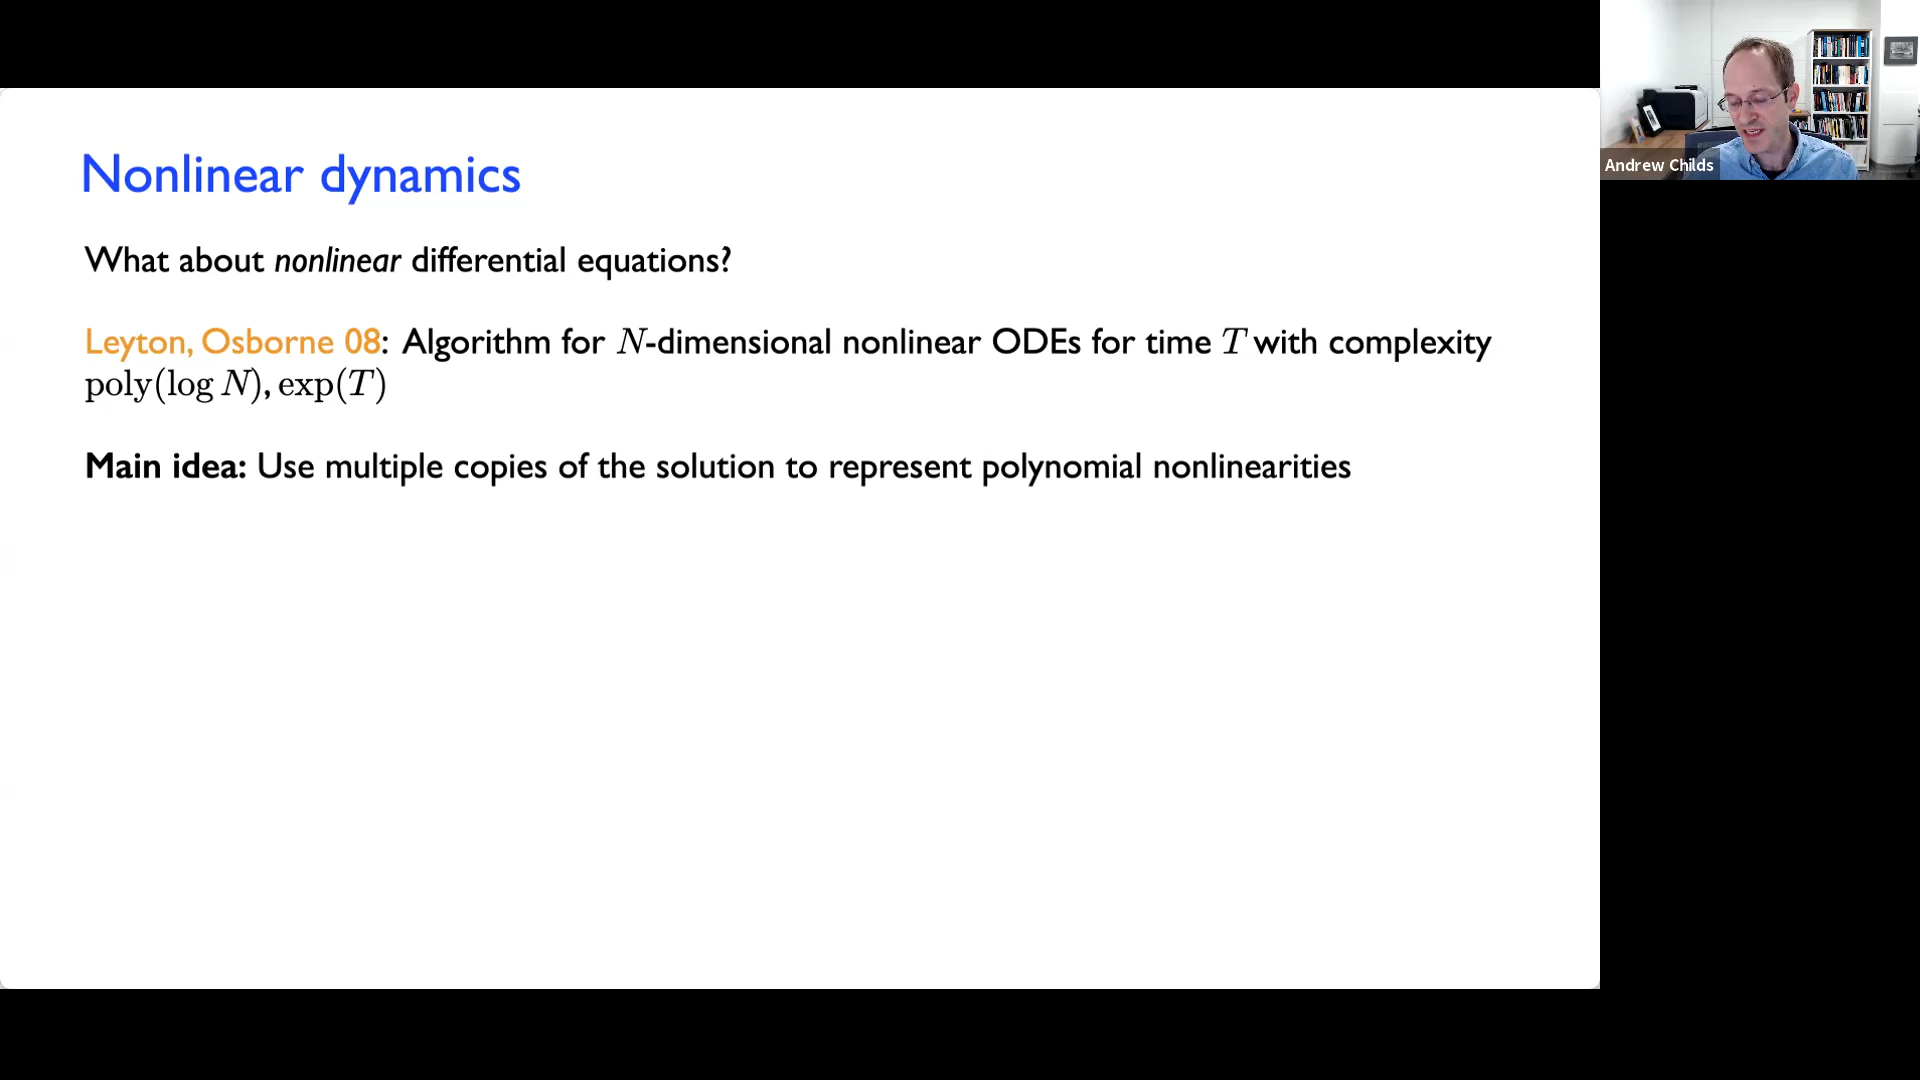 Nonlinear dynamics
What about nonlinear differential equations?
Leyton, Osborne 08: Algorithm for N-dimensional nonlinear ODEs for time T with complexity
poly(log N), exp(T)
Main idea: Use multiple copies of the solution to represent polynomial nonlinearities
Andrew Childs